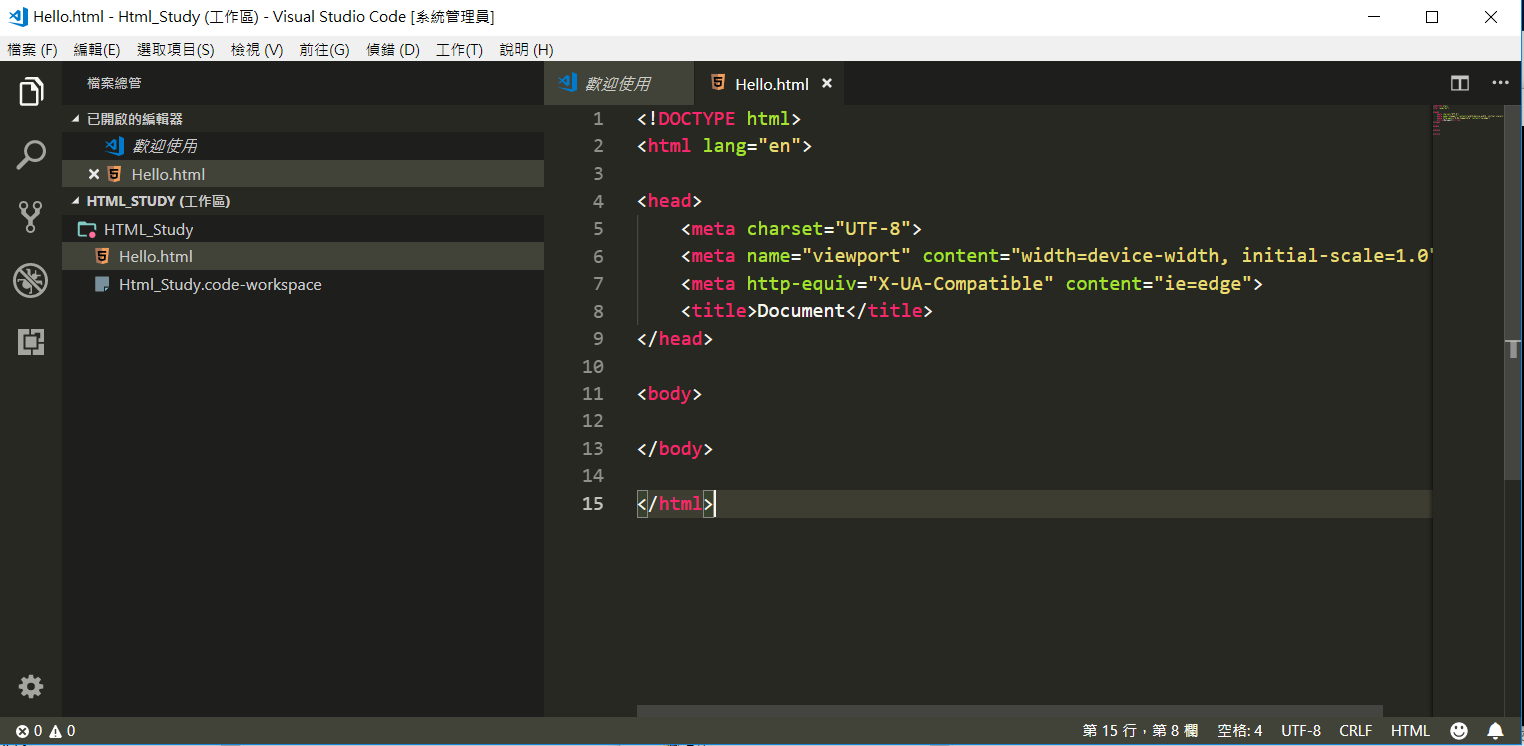 Hello.html - Html_Study (工作區) - Visual Studio Code [系統管理員]
檔案 (F) 編輯(E) 選取項目(S) 檢視 (V) 前往(G) 偵錯 (D) 工作(T) 說明 (H)
檔案總管
已開啟的編輯器
歡迎使用
Hello.html
HTML_STUDY (工作區)
HTML_Study
Hello.html
Html_Study.code-workspace
歡迎使用 Hello.html
1 <!DOCTYPE html>
2 <html lang="en">
3
4 <head>
5 <meta charset="UTF-8">
6 <meta name="viewport" content="width=device-width, initial-scale=1.0"
7 <meta http-equiv="X-UA-Compatible" content="ie=edge">
8 <title>Document</title>
9 </head>
10
11 <body>
12
13 </body>
14
15 </html>
0 0
第 15 行，第 8 欄 空格: 4 UTF-8 CRLF HTML